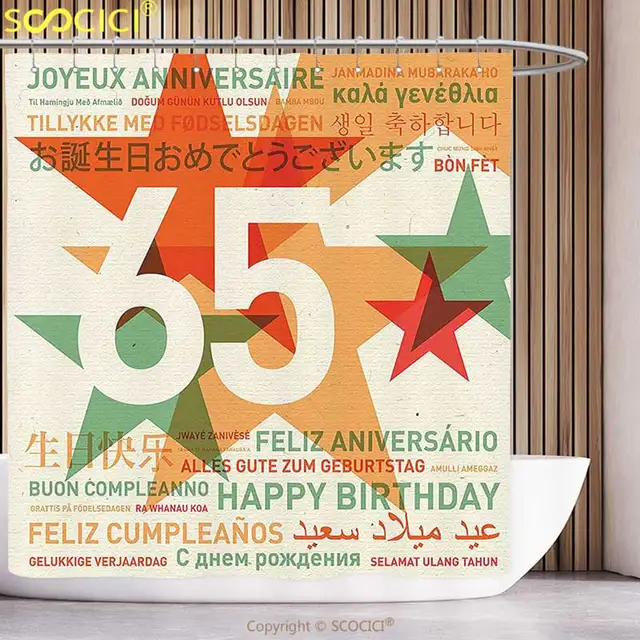 SCOCICI®
JOYEUX ANNIVERSAIRE
JANMADINA MUBARAKA HO
Til Hamingju Með Afmælið DOĞUM GÜNÜN KUTLU OLSUN BAMBA MBOU
καλά γενέθλια
TILLYKKE MED FØDSELSDAGEN
생일 축하합니다
お誕生日おめでとうございます
BÒN FÈT
65
生日快乐
JWAYÉ ZANIVÈSÉ
FELIZ ANIVERSÁRIO
ALLES GUTE ZUM GEBURTSTAG
AMULLI AMEGGAZ
BUON COMPLEANNO
HAPPY BIRTHDAY
GRATTIS PÅ FÖDELSEDAGEN RA WHANAU KOA
FELIZ CUMPLEAÑOS عيد ميلاد سعيد
GELUKKIGE VERJAARDAG С днем рождения SELAMAT ULANG TAHUN
Copyright © SCOCICI®